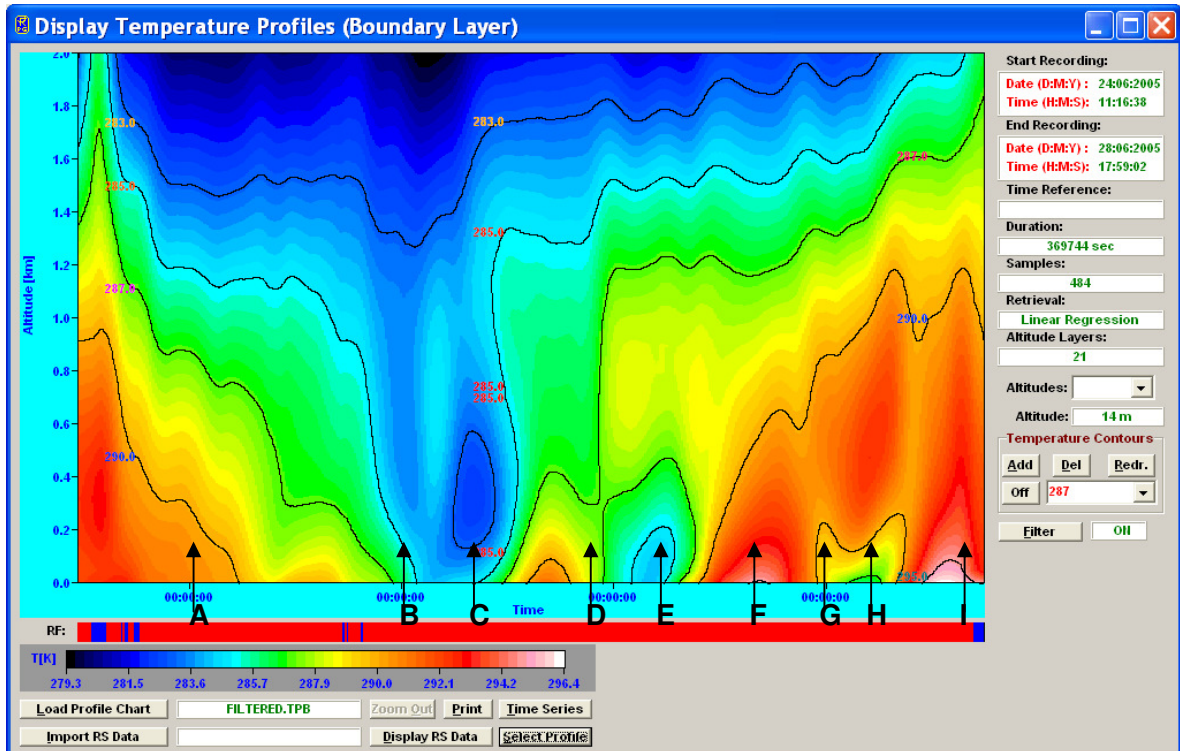 Display Temperature Profiles (Boundary Layer)
2.0
1.8
1.6
1.4
1.2
1.0
0.8
0.6
0.4
0.2
0.0
Altitude [km]
283.0
283.0
285.0
287.0
285.0
287.0
290.0
285.0
285.0
290.0
285.0
295.0
00:00:00
00:00:00
00:00:00
00:00:00
Time
A
B
C
D
E
F
G
H
I
RF:
T[K]
279.3 281.5 283.6 285.7 287.9 290.0 292.1 294.2 296.4
Load Profile Chart FILTERED.TPB Zoom Out Print Time Series
Import RS Data Display RS Data Select Profile
Start Recording:
Date (D:M:Y) : 24:06:2005
Time (H:M:S): 11:16:38
End Recording:
Date (D:M:Y) : 28:06:2005
Time (H:M:S): 17:59:02
Time Reference:
Duration:
369744 sec
Samples:
484
Retrieval:
Linear Regression
Altitude Layers:
21
Altitudes:
Altitude: 14 m
Temperature Contours
Add Del Redr.
Off 287
Filter ON